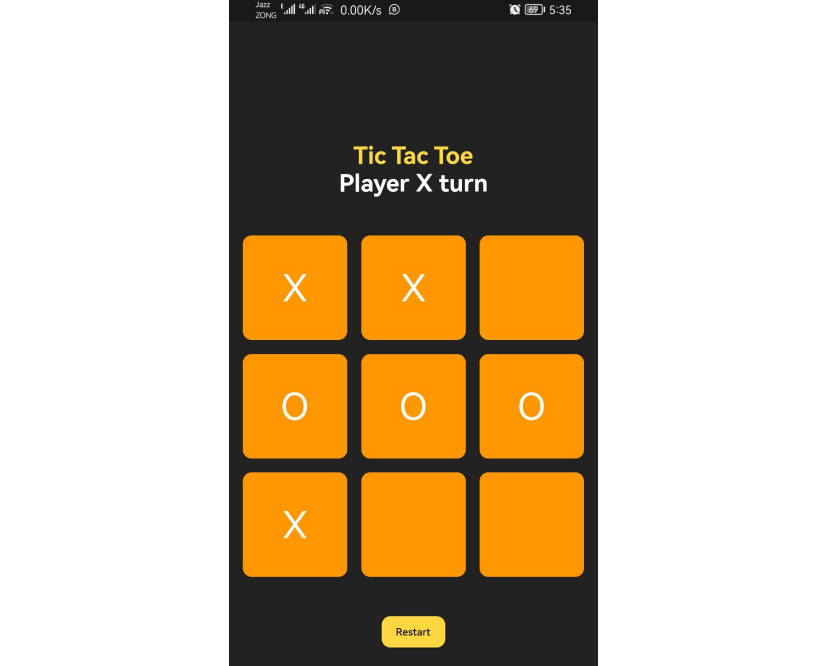 Jazz
ZONG
0.00K/s
69
5:35
Tic Tac Toe
Player X turn
X X
O O O
X
Restart